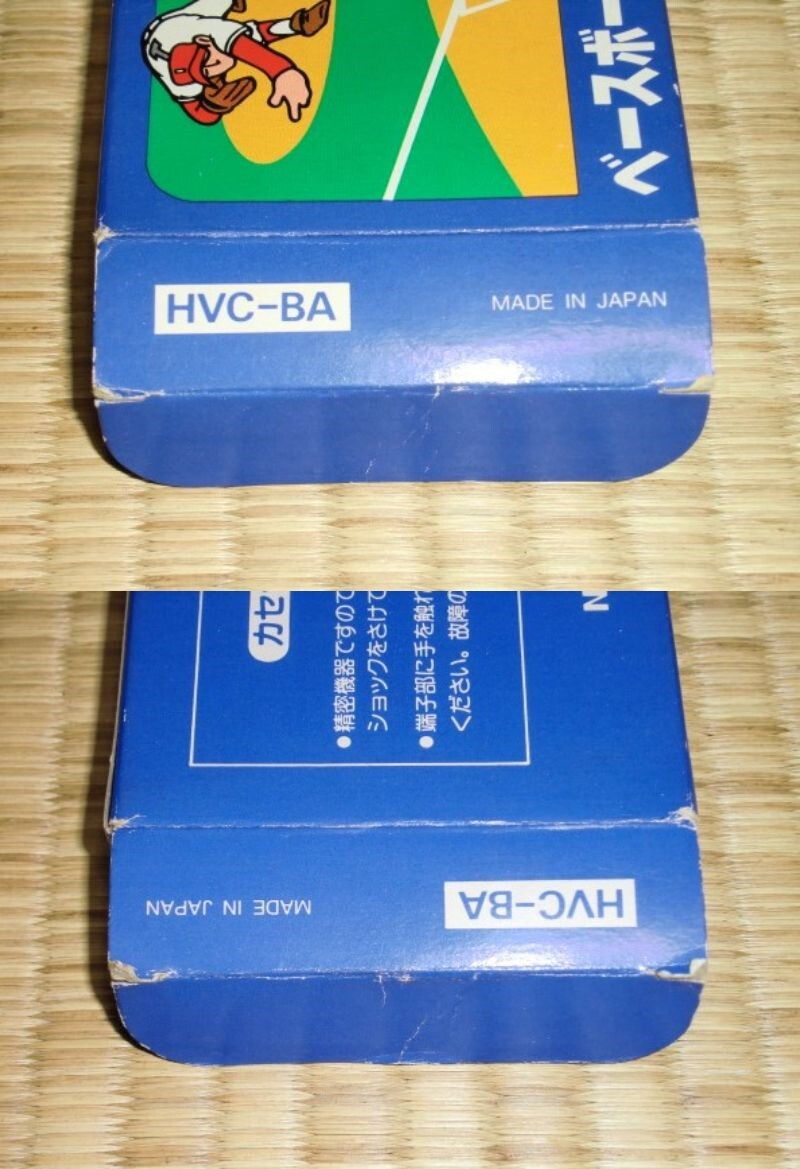 ベースボー
HVC-BA
MADE IN JAPAN
カセ
●精密機器ですので
ショックをさけて
●端子部に手を触れ
ください。故障の
N
HVC-BA
MADE IN JAPAN